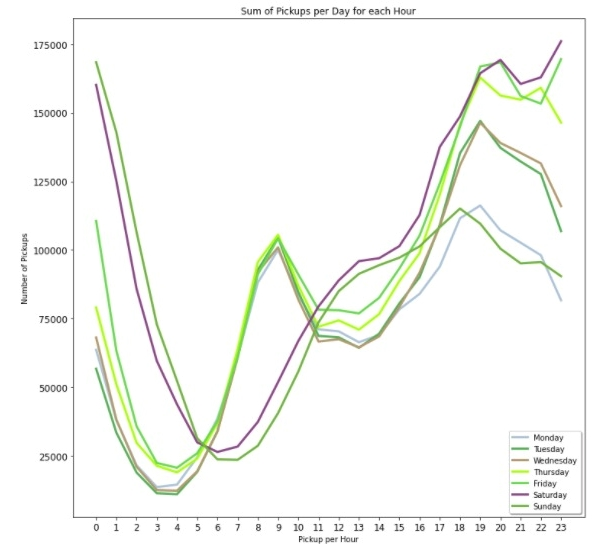 Sum of Pickups per Day for each Hour
Number of Pickups
175000
150000
125000
100000
75000
50000
25000
0 1 2 3 4 5 6 7 8 9 10 11 12 13 14 15 16 17 18 19 20 21 22 23
Pickup per Hour
Monday
Tuesday
Wednesday
Thursday
Friday
Saturday
Sunday